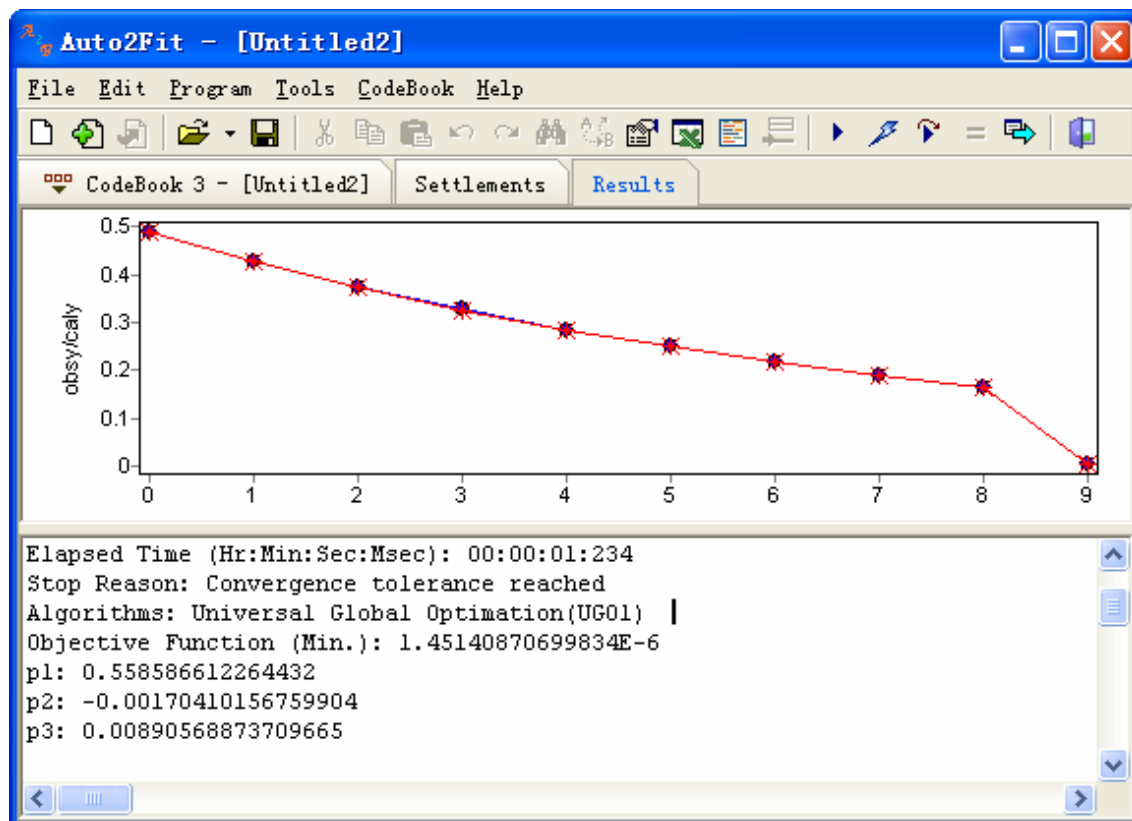 Auto2Fit - [Untitled2]
File Edit Program Tools CodeBook Help
CodeBook 3 - [Untitled2] Settlements Results
0.5
0.4
0.3
0.2
0.1
0
obsy/caly
0 1 2 3 4 5 6 7 8 9
Elapsed Time (Hr:Min:Sec:Msec): 00:00:01:234
Stop Reason: Convergence tolerance reached
Algorithms: Universal Global Optimation(UGO1)
Objective Function (Min.): 1.45140870699834E-6
p1: 0.558586612264432
p2: -0.00170410156759904
p3: 0.00890568873709665